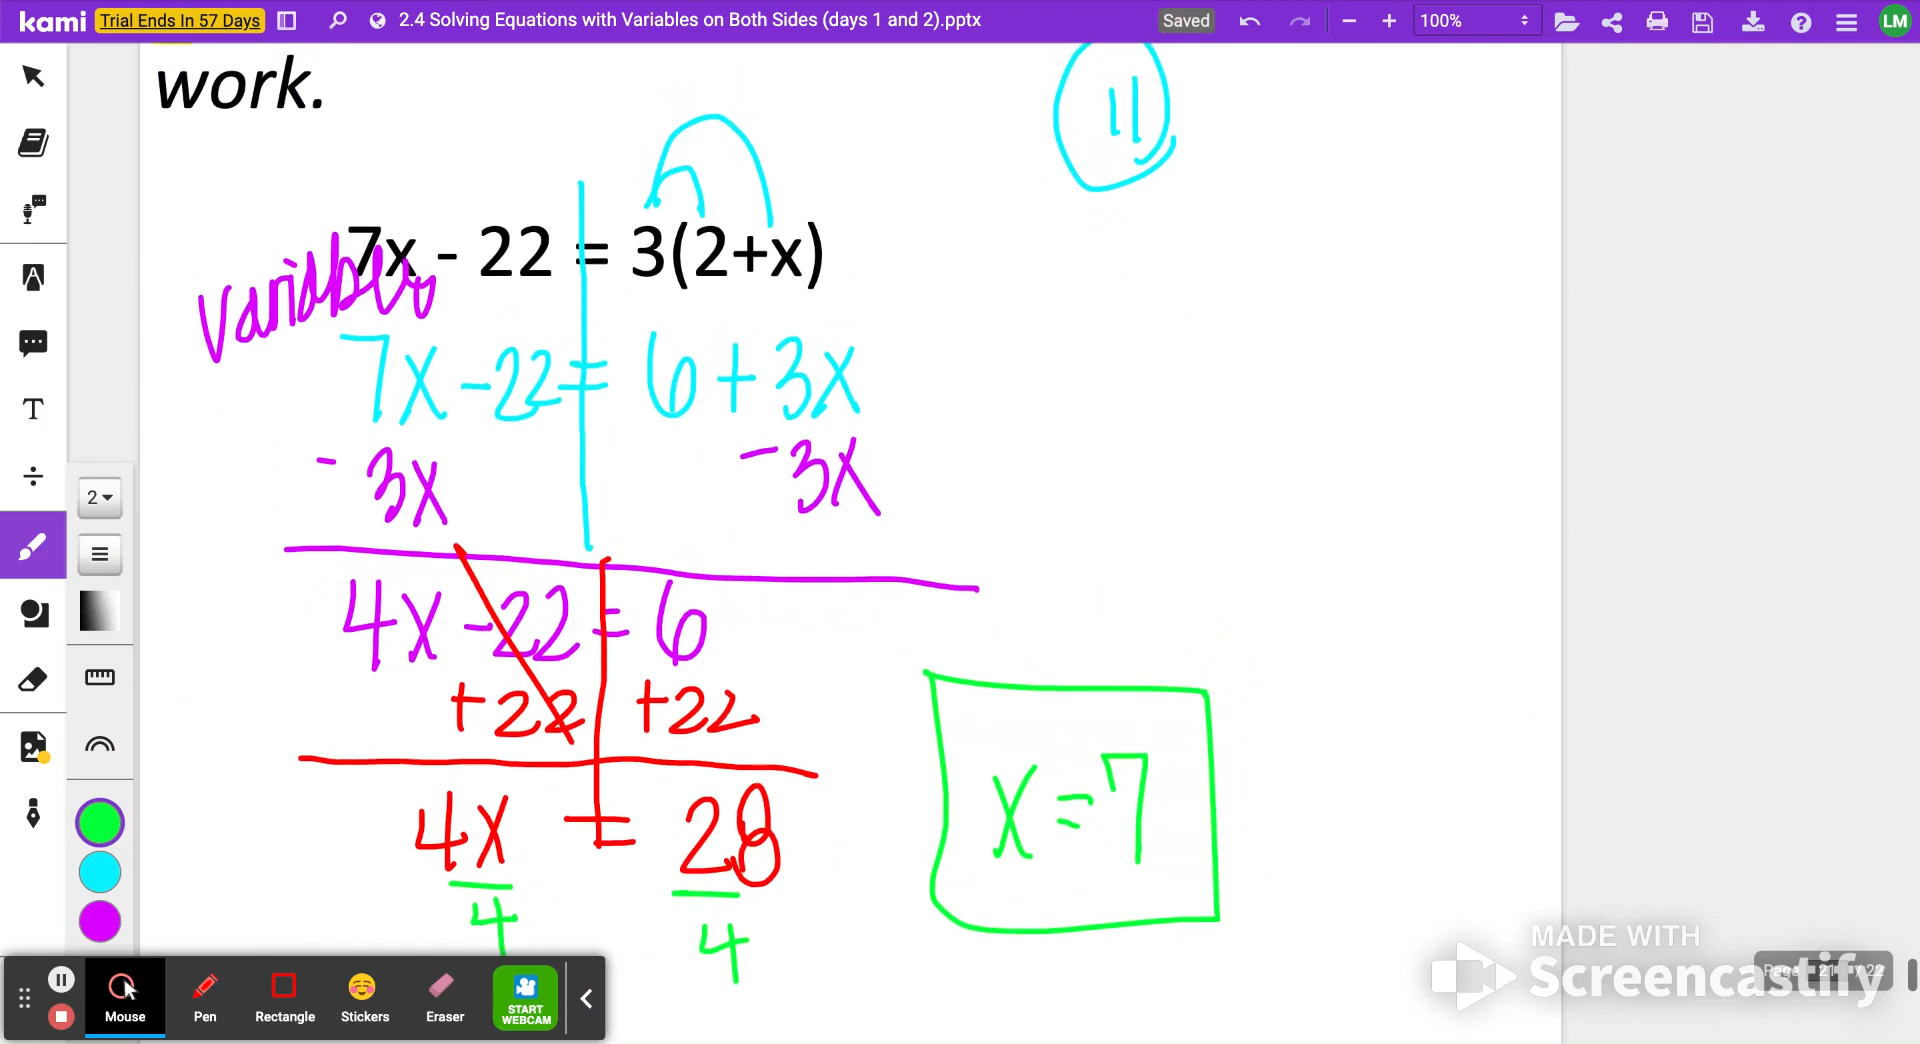 kami Trial Ends In 57 Days 2.4 Solving Equations with Variables on Both Sides (days 1 and 2).pptx Saved 100% LM
work.
11
7x - 22 = 3(2+x)
Variables
7x - 22 = 6 + 3x
- 3x - 3x
4x - 22 = 6
+22 +22
4x = 28
4 4
x = 7
2
T
MADE WITH
Screencastify
Page 21 / 22
Mouse Pen Rectangle Stickers Eraser START WEBCAM